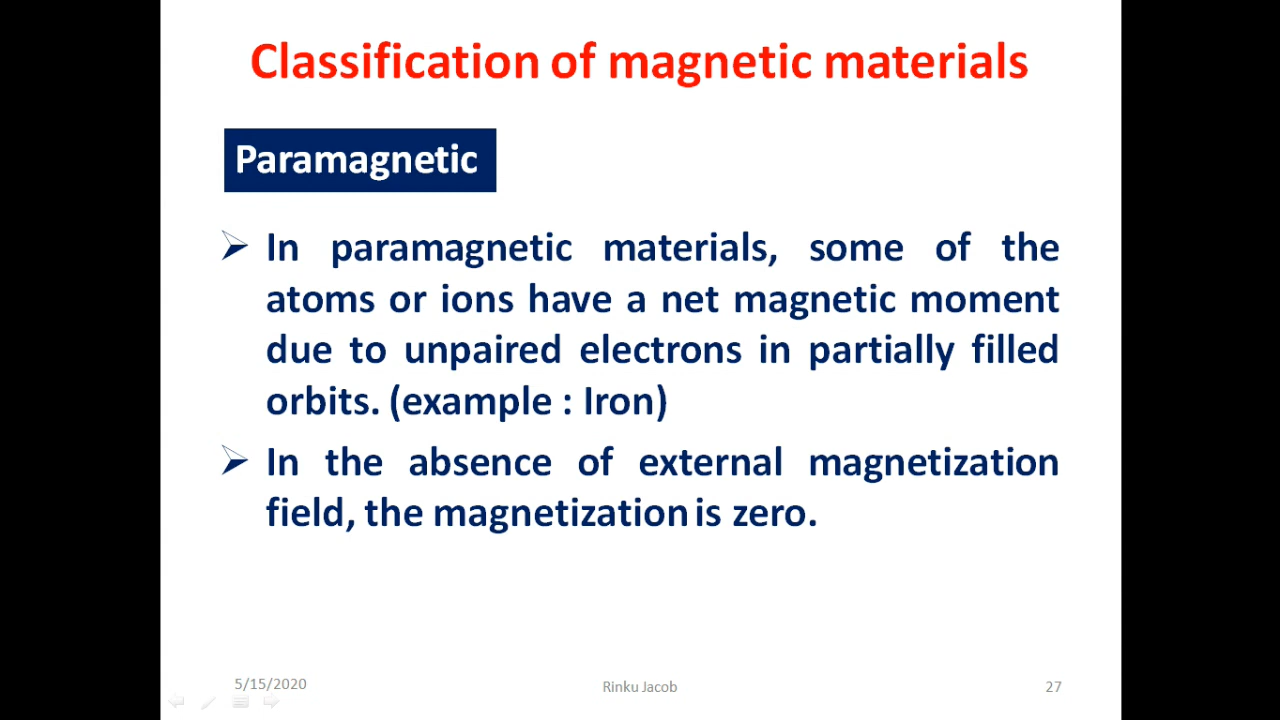 Classification of magnetic materials
Paramagnetic
In paramagnetic materials, some of the
atoms or ions have a net magnetic moment
due to unpaired electrons in partially filled
orbits. (example : Iron)
In the absence of external magnetization
field, the magnetization is zero.
5/15/2020
Rinku Jacob
27